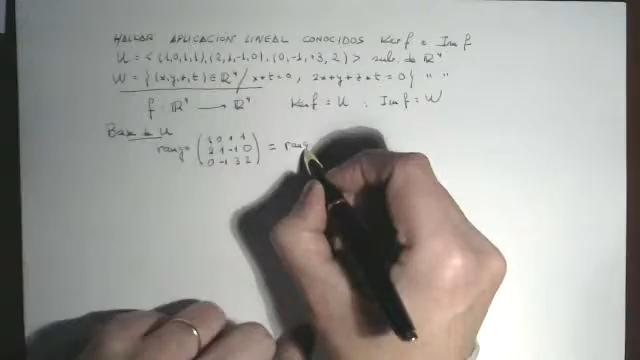 HALLAR APLICACIÓN LINEAL CONOCIDOS Ker f e Im f
U = < (1,0,1,1), (2,1,-1,0), (0,-1,+3,2) > sub. de R⁴
W = { (x,y,z,t) ∈ R⁴ / x+t=0, 2x+y+z+t=0 } " "
f: R⁴ → R⁴ Ker f = U ; Im f = W
Base de U
rango ( 1 0 1 1 
2 1 -1 0 
0 -1 3 2 ) = rang